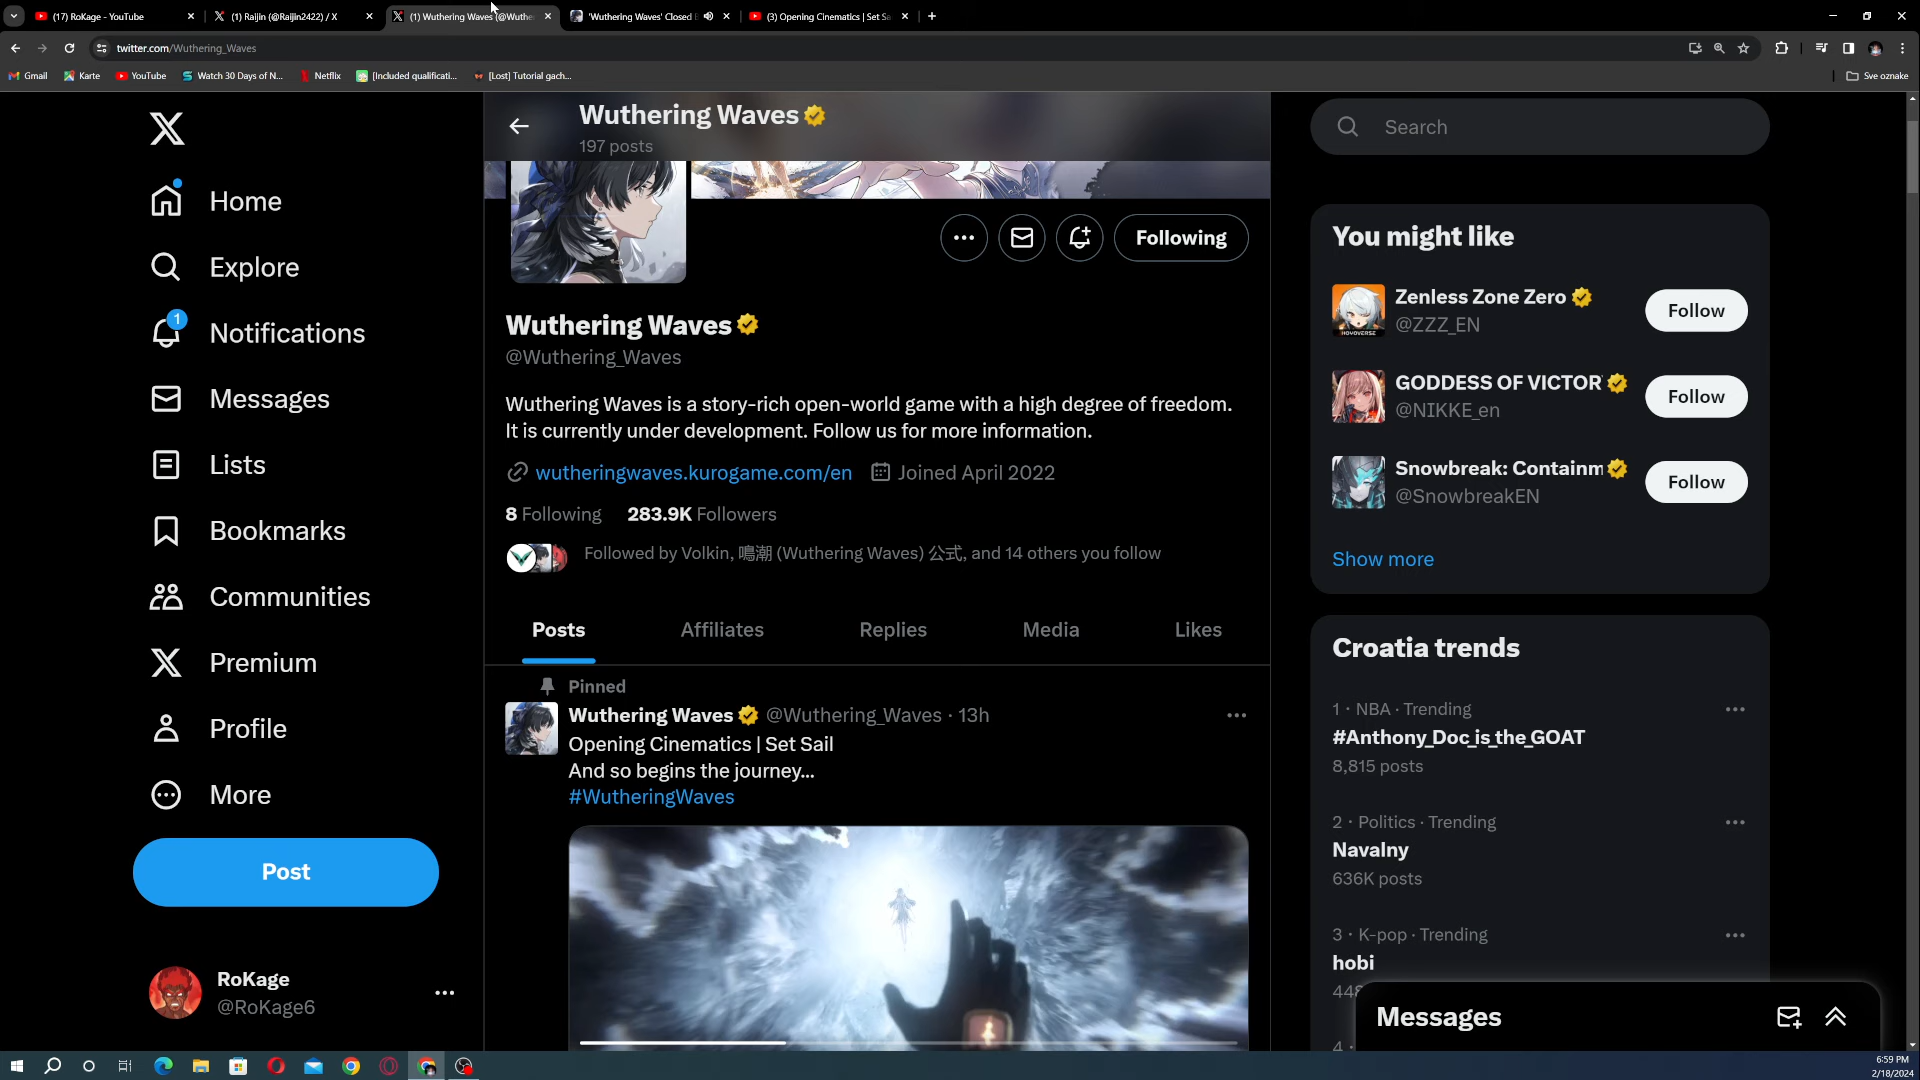 (17) RoKage - YouTube
(1) Raijin (@Raijin2422) / X
(1) Wuthering Waves (@Wuthe
'Wuthering Waves' Closed B
(3) Opening Cinematics | Set Sa
twitter.com/Wuthering_Waves
Gmail
Karte
YouTube
Watch 30 Days of N...
Netflix
[Included qualificati...
[Lost] Tutorial gach...
Sve oznake
Wuthering Waves
197 posts
Search
Home
Explore
1
Notifications
Messages
Lists
Bookmarks
Communities
Premium
Profile
More
Post
RoKage
@RoKage6
Following
Wuthering Waves
@Wuthering_Waves
Wuthering Waves is a story-rich open-world game with a high degree of freedom.
It is currently under development. Follow us for more information.
wutheringwaves.kurogame.com/en Joined April 2022
8 Following 283.9K Followers
Followed by Volkin, 鳴潮 (Wuthering Waves) 公式, and 14 others you follow
Posts
Affiliates
Replies
Media
Likes
Pinned
Wuthering Waves @Wuthering_Waves · 13h
Opening Cinematics | Set Sail
And so begins the journey...
#WutheringWaves
You might like
Zenless Zone Zero
@ZZZ_EN
Follow
HOYOVERSE
GODDESS OF VICTOR
@NIKKE_en
Follow
Snowbreak: Containm
@SnowbreakEN
Follow
Show more
Croatia trends
1 · NBA · Trending
#Anthony_Doc_is_the_GOAT
8,815 posts
2 · Politics · Trending
Navalny
636K posts
3 · K-pop · Trending
hobi
448
4 ·
Messages
6:59 PM
2/18/2024